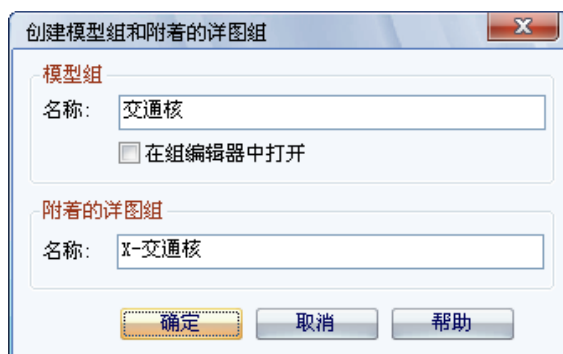 创建模型组和附着的详图组
模型组
名称: 交通核
在组编辑器中打开
附着的详图组
名称: X-交通核
确定 取消 帮助